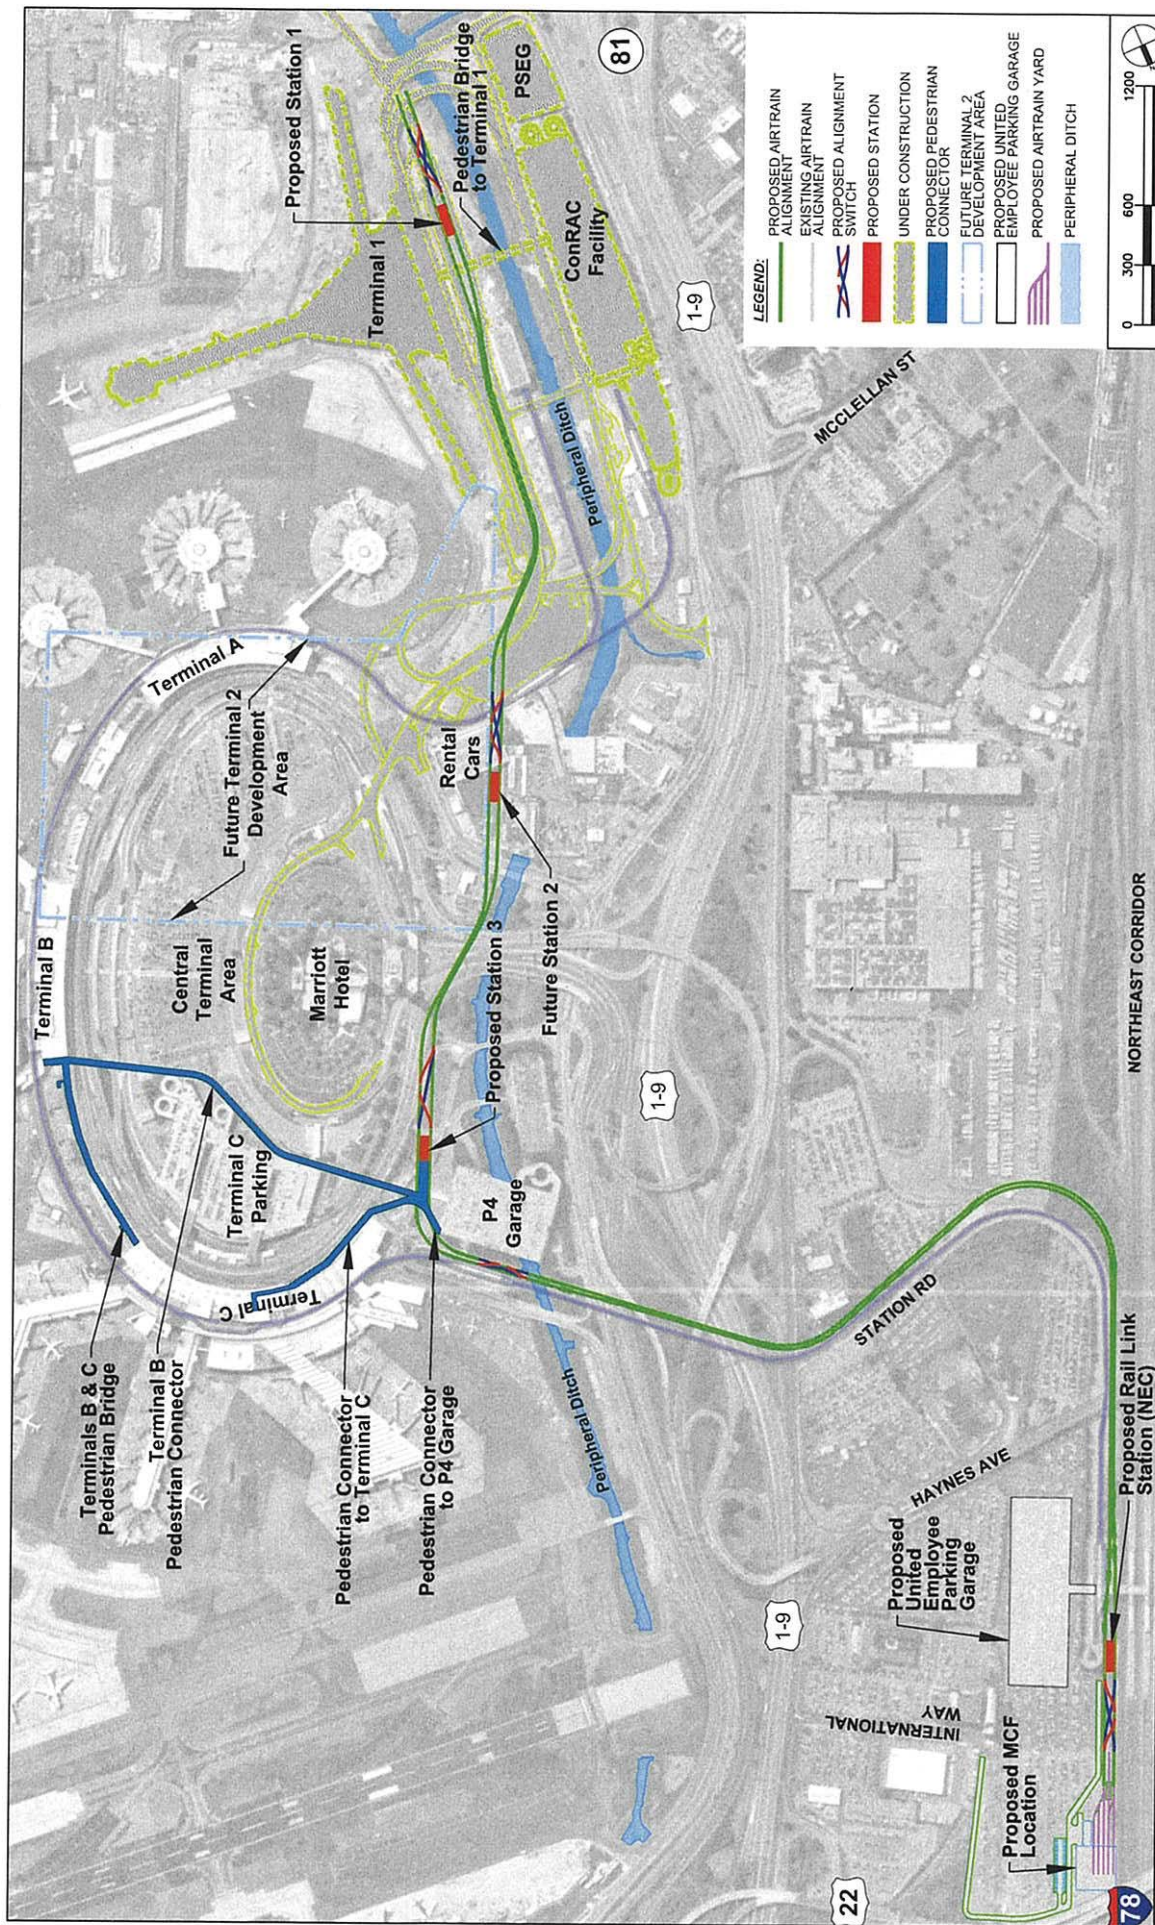 Terminals B & C
Pedestrian Bridge
Terminal B
Pedestrian Connector
Pedestrian Connector
to Terminal C
Pedestrian Connector
to P4 Garage
Terminal B
Terminal C
Terminal C
Parking
Central
Terminal
Area
Marriott
Hotel
Future Terminal 2
Development
Area
Terminal A
Rental
Cars
Terminal 1
Proposed Station 1
Pedestrian Bridge
to Terminal 1
PSEG
ConRAC
Facility
81
Peripheral Ditch
1-9
MCCLELLAN ST
Future Station 2
Proposed Station 3
P4
Garage
1-9
Peripheral Ditch
STATION RD
HAYNES AVE
1-9
Proposed
United
Employee
Parking
Garage
INTERNATIONAL
WAY
Proposed MCF
Location
22
78
Proposed Rail Link
Station (NEC)
NORTHEAST CORRIDOR
LEGEND:
PROPOSED AIRTRAIN
ALIGNMENT
EXISTING AIRTRAIN
ALIGNMENT
PROPOSED ALIGNMENT
SWITCH
PROPOSED STATION
UNDER CONSTRUCTION
PROPOSED PEDESTRIAN
CONNECTOR
FUTURE TERMINAL 2
DEVELOPMENT AREA
PROPOSED UNITED
EMPLOYEE PARKING GARAGE
PROPOSED AIRTRAIN YARD
PERIPHERAL DITCH
0 300 600 1200